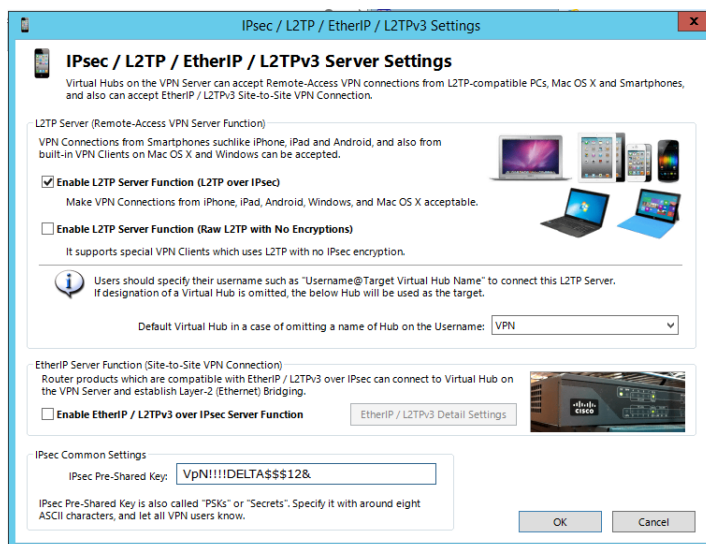 IPsec / L2TP / EtherIP / L2TPv3 Settings
x
IPsec / L2TP / EtherIP / L2TPv3 Server Settings
Virtual Hubs on the VPN Server can accept Remote-Access VPN connections from L2TP-compatible PCs, Mac OS X and Smartphones,
and also can accept EtherIP / L2TPv3 Site-to-Site VPN Connection.
L2TP Server (Remote-Access VPN Server Function)
VPN Connections from Smartphones suchlike iPhone, iPad and Android, and also from
built-in VPN Clients on Mac OS X and Windows can be accepted.
Enable L2TP Server Function (L2TP over IPsec)
Make VPN Connections from iPhone, iPad, Android, Windows, and Mac OS X acceptable.
Enable L2TP Server Function (Raw L2TP with No Encryptions)
It supports special VPN Clients which uses L2TP with no IPsec encryption.
Users should specify their username such as "Username@Target Virtual Hub Name" to connect this L2TP Server.
If designation of a Virtual Hub is omitted, the below Hub will be used as the target.
Default Virtual Hub in a case of omitting a name of Hub on the Username: VPN
EtherIP Server Function (Site-to-Site VPN Connection)
Router products which are compatible with EtherIP / L2TPv3 over IPsec can connect to Virtual Hub on
the VPN Server and establish Layer-2 (Ethernet) Bridging.
Enable EtherIP / L2TPv3 over IPsec Server Function
EtherIP / L2TPv3 Detail Settings
CISCO
IPsec Common Settings
IPsec Pre-Shared Key: VpN!!!!DELTA$$$12&
IPsec Pre-Shared Key is also called "PSKs" or "Secrets". Specify it with around eight
ASCII characters, and let all VPN users know.
OK Cancel